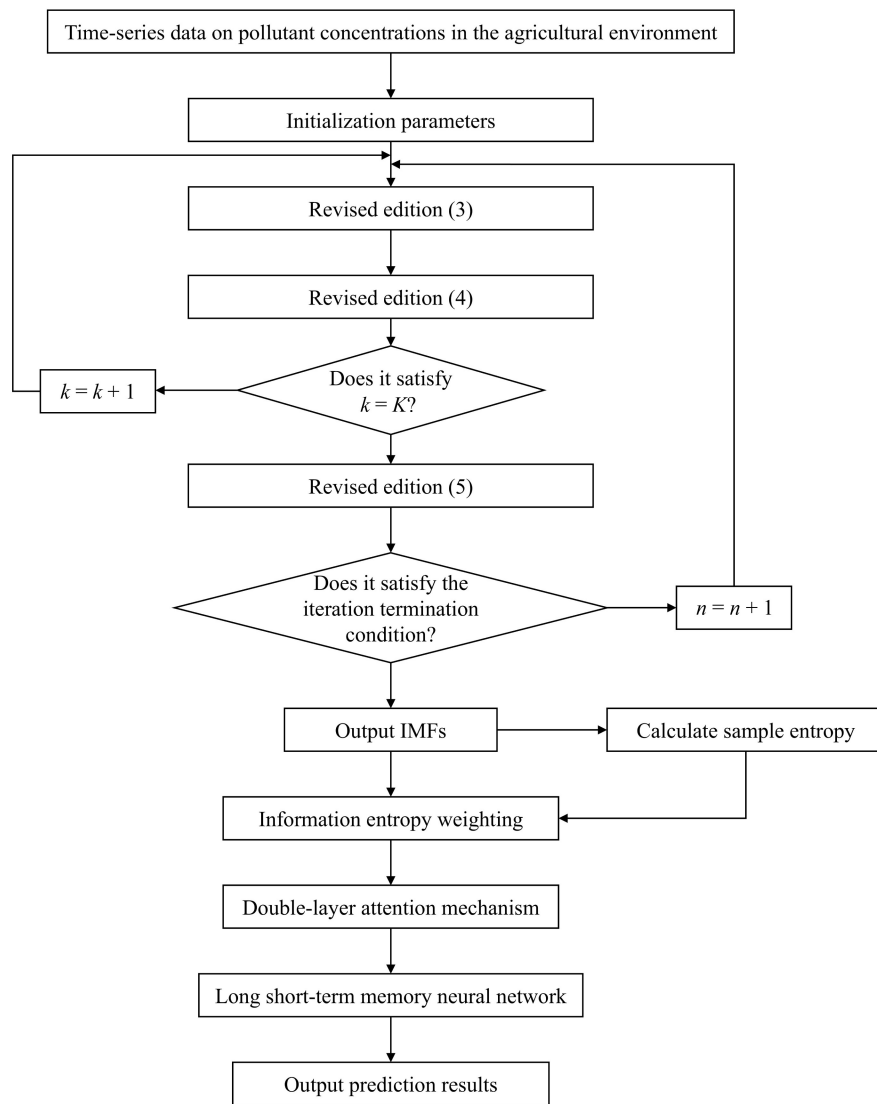 Time-series data on pollutant concentrations in the agricultural environment
Initialization parameters
Revised edition (3)
Revised edition (4)
Does it satisfy
k = K?
k = k + 1
Revised edition (5)
Does it satisfy the
iteration termination
condition?
n = n + 1
Output IMFs
Calculate sample entropy
Information entropy weighting
Double-layer attention mechanism
Long short-term memory neural network
Output prediction results